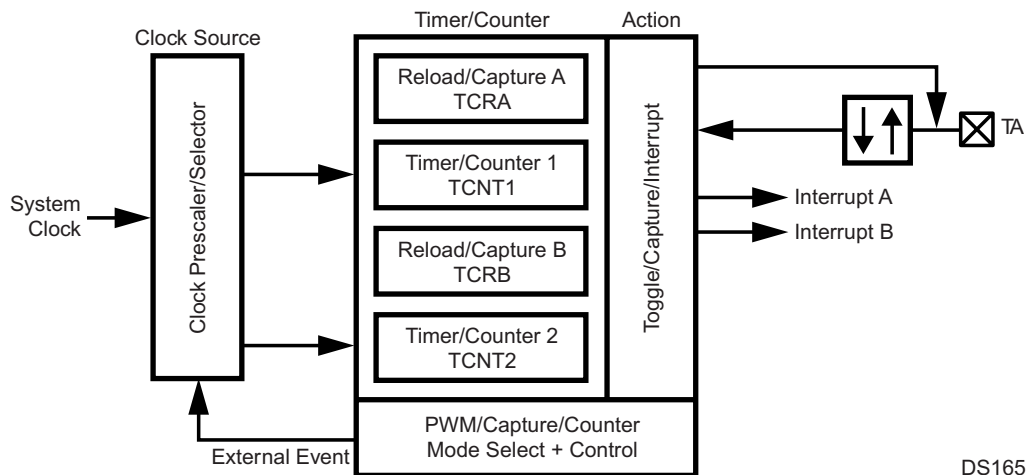 Timer/Counter
Action
Clock Source
Reload/Capture A
TCRA
Timer/Counter 1
TCNT1
Reload/Capture B
TCRB
Timer/Counter 2
TCNT2
Clock Prescaler/Selector
Toggle/Capture/Interrupt
System
Clock
TA
Interrupt A
Interrupt B
PWM/Capture/Counter
Mode Select + Control
External Event
DS165